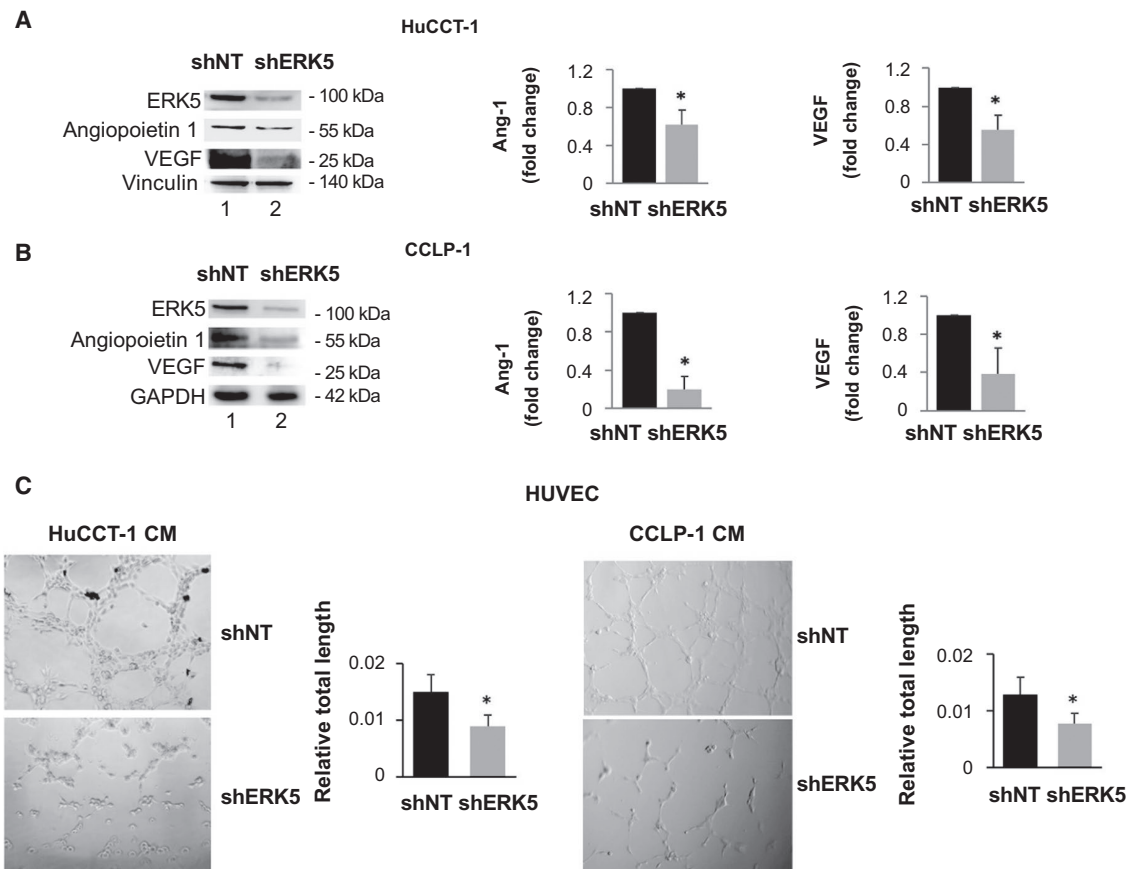 A
HuCCT-1
shNT shERK5
ERK5
- 100 kDa
Angiopoietin 1
- 55 kDa
VEGF
- 25 kDa
Vinculin
- 140 kDa
1 2
Ang-1
(fold change)
1.2
0.8
0.4
0
*
shNT shERK5
VEGF
(fold change)
1.2
0.8
0.4
0
*
shNT shERK5
B
CCLP-1
shNT shERK5
ERK5
- 100 kDa
Angiopoietin 1
- 55 kDa
VEGF
- 25 kDa
GAPDH
- 42 kDa
1 2
Ang-1
(fold change)
1.2
0.8
0.4
0
*
shNT shERK5
VEGF
(fold change)
1.2
0.8
0.4
0
*
shNT shERK5
C
HUVEC
HuCCT-1 CM
shNT
shERK5
Relative total length
0.02
0.01
0
*
shNT shERK5
CCLP-1 CM
shNT
shERK5
Relative total length
0.02
0.01
0
*
shNT shERK5